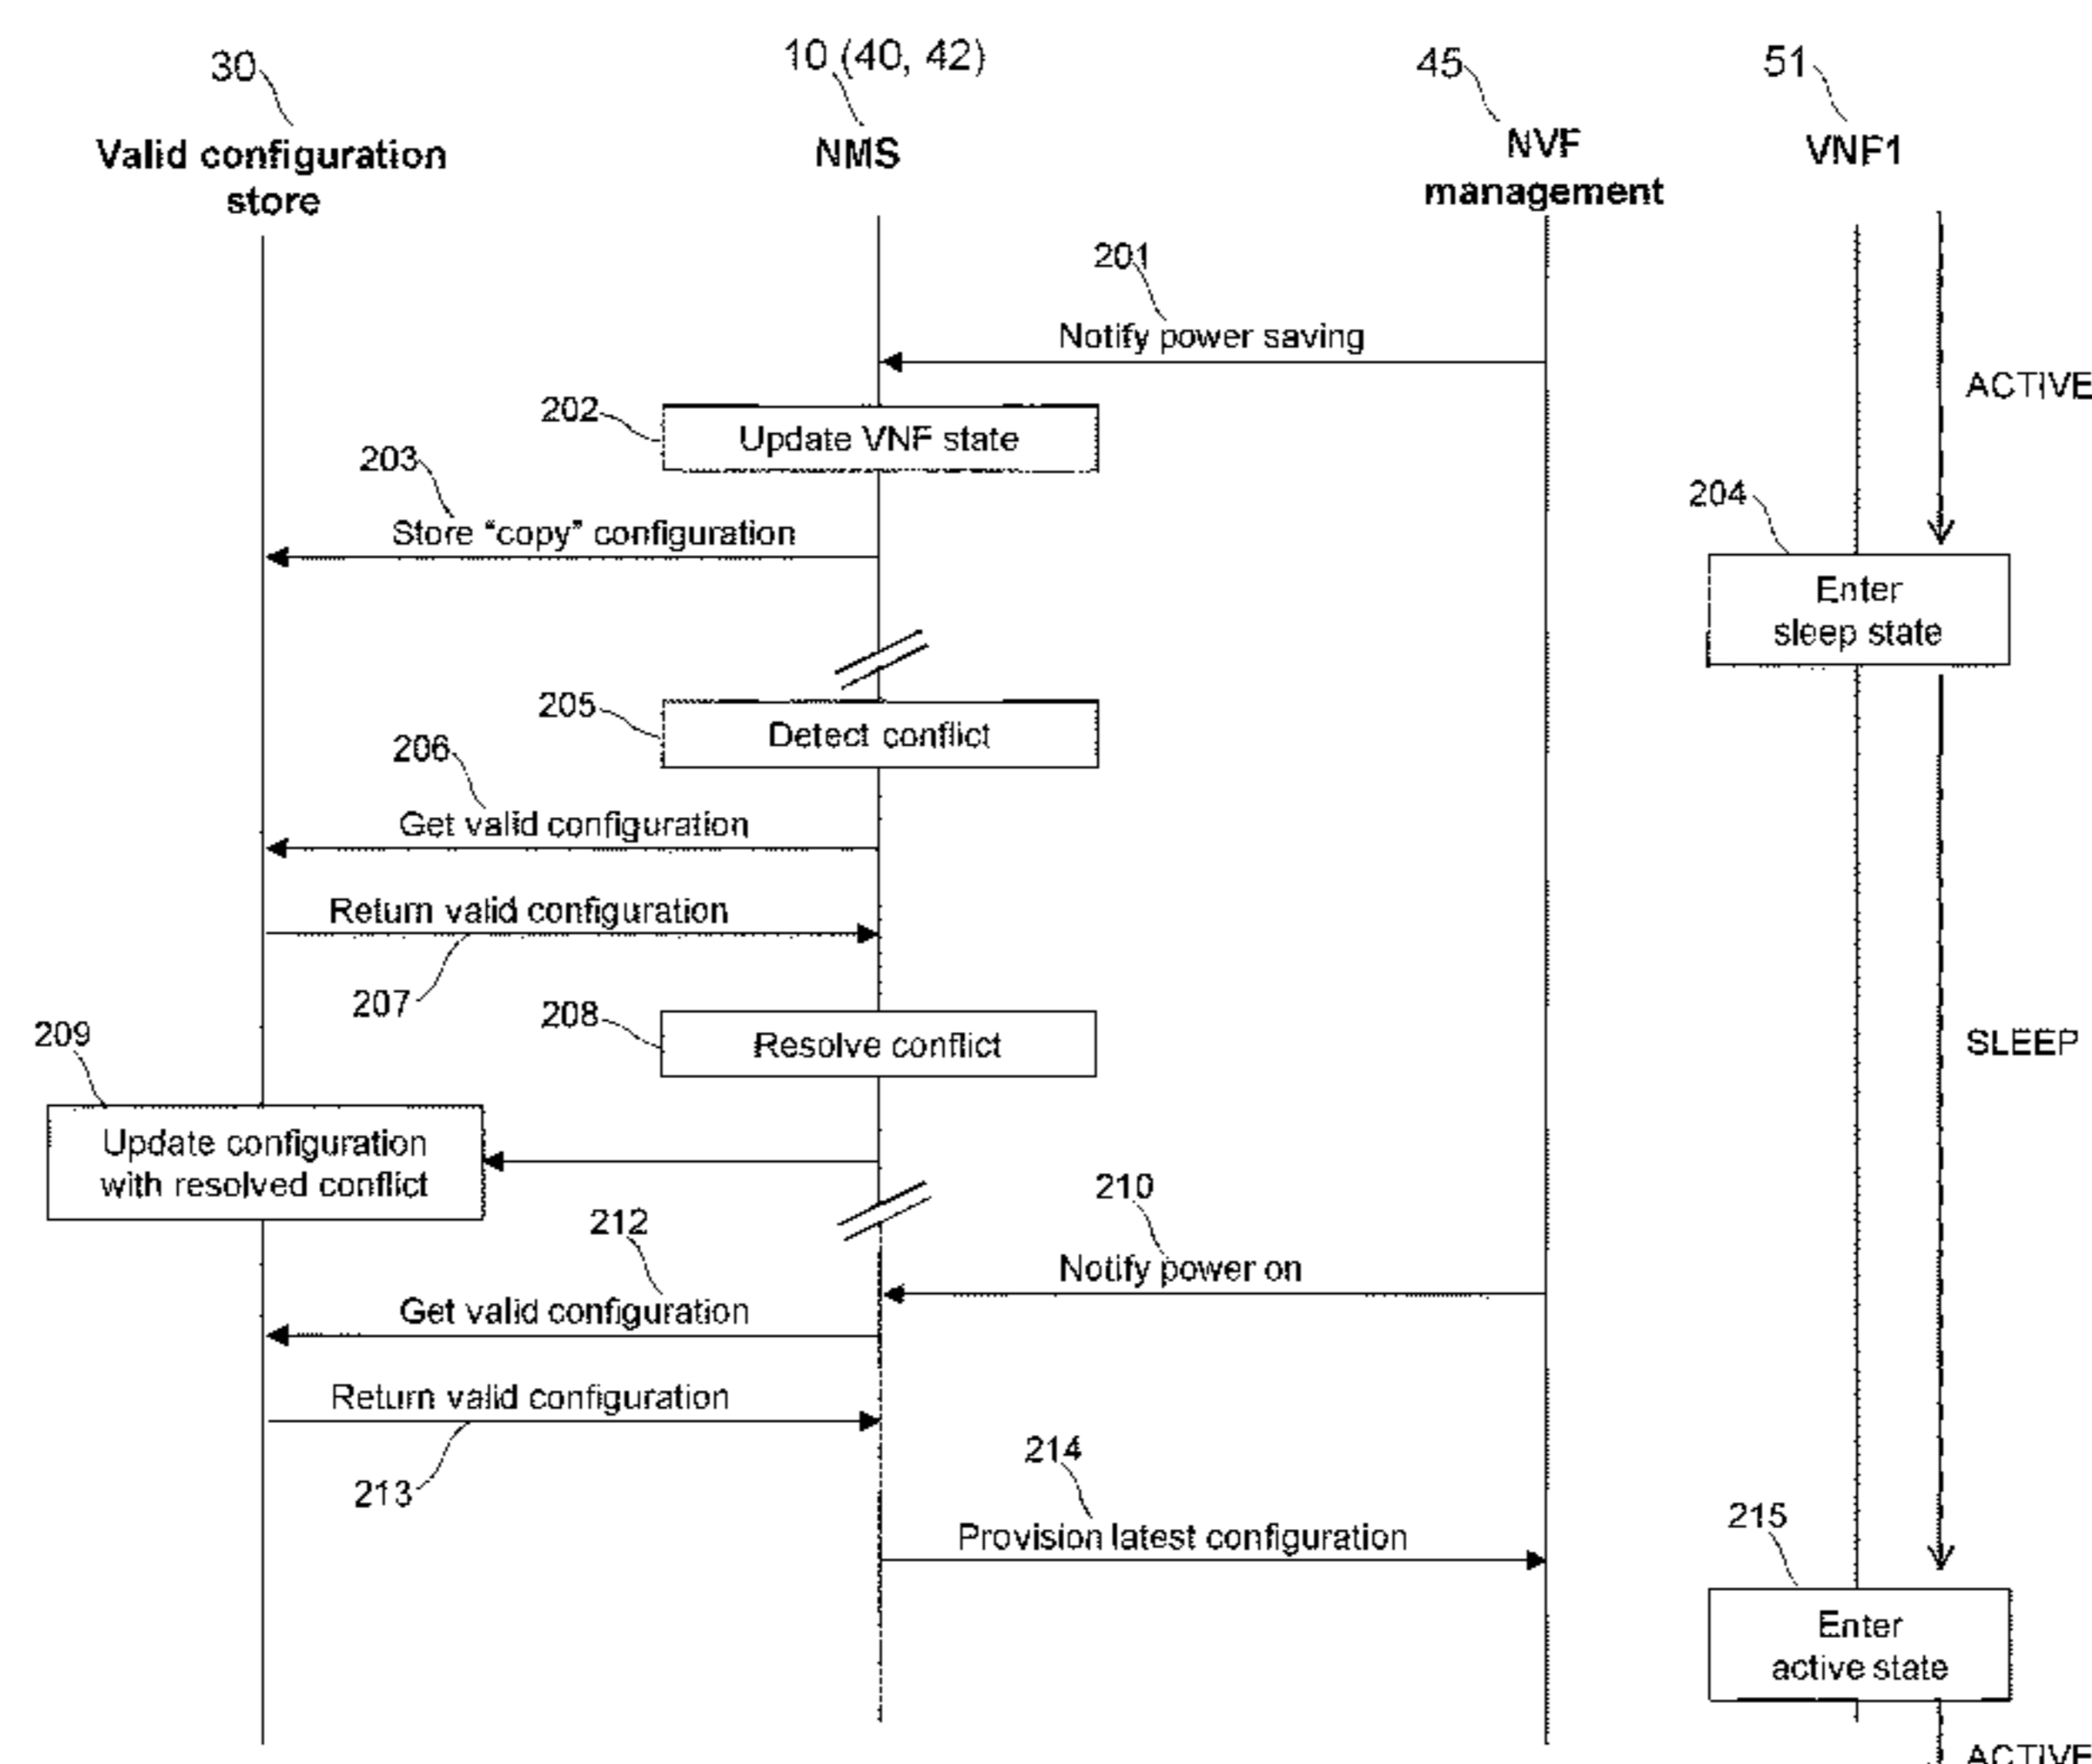 30
10 (40, 42)
45
51
Valid configuration
store
NMS
NVF
management
VNF1
201
Notify power saving
ACTIVE
202
Update VNF state
203
Store “copy” configuration
204
Enter
sleep state
205
Detect conflict
206
Get valid configuration
Return valid configuration
207
208
Resolve conflict
209
SLEEP
Update configuration
with resolved conflict
210
212
Notify power on
Get valid configuration
Return valid configuration
213
214
Provision latest configuration
215
Enter
active state
ACTIVE